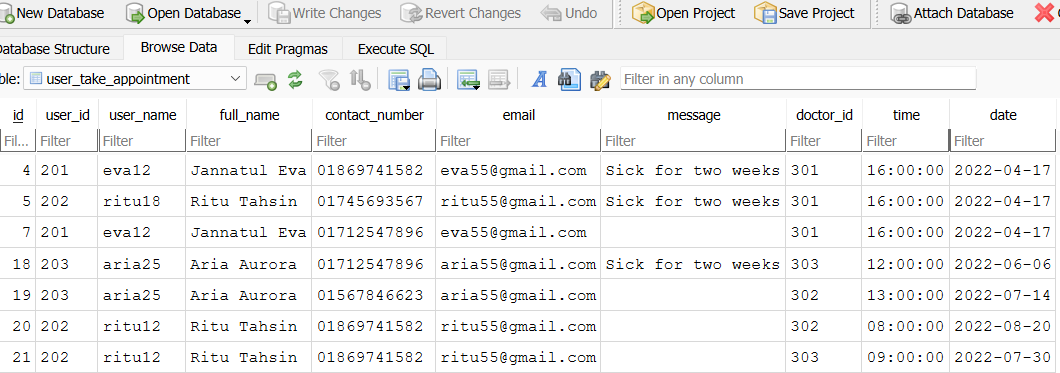 New Database Open Database Write Changes Revert Changes Undo Open Project Save Project Attach Database
Database Structure Browse Data Edit Pragmas Execute SQL
ble: user_take_appointment Filter in any column
id user_id user_name full_name contact_number email message doctor_id time date
Fil... Filter Filter Filter Filter Filter Filter Filter Filter Filter
4 201 eva12 Jannatul Eva 01869741582 eva55@gmail.com Sick for two weeks 301 16:00:00 2022-04-17
5 202 ritu18 Ritu Tahsin 01745693567 ritu55@gmail.com Sick for two weeks 301 16:00:00 2022-04-17
7 201 eva12 Jannatul Eva 01712547896 eva55@gmail.com 301 16:00:00 2022-04-17
18 203 aria25 Aria Aurora 01712547896 aria55@gmail.com Sick for two weeks 303 12:00:00 2022-06-06
19 203 aria25 Aria Aurora 01567846623 aria55@gmail.com 302 13:00:00 2022-07-14
20 202 ritu12 Ritu Tahsin 01869741582 ritu55@gmail.com 302 08:00:00 2022-08-20
21 202 ritu12 Ritu Tahsin 01869741582 ritu55@gmail.com 303 09:00:00 2022-07-30